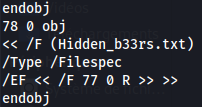 endobj
78 0 obj
<< /F (Hidden_b33rs.txt)
/Type /Filespec
/EF << /F 77 0 R >> >>
endobj